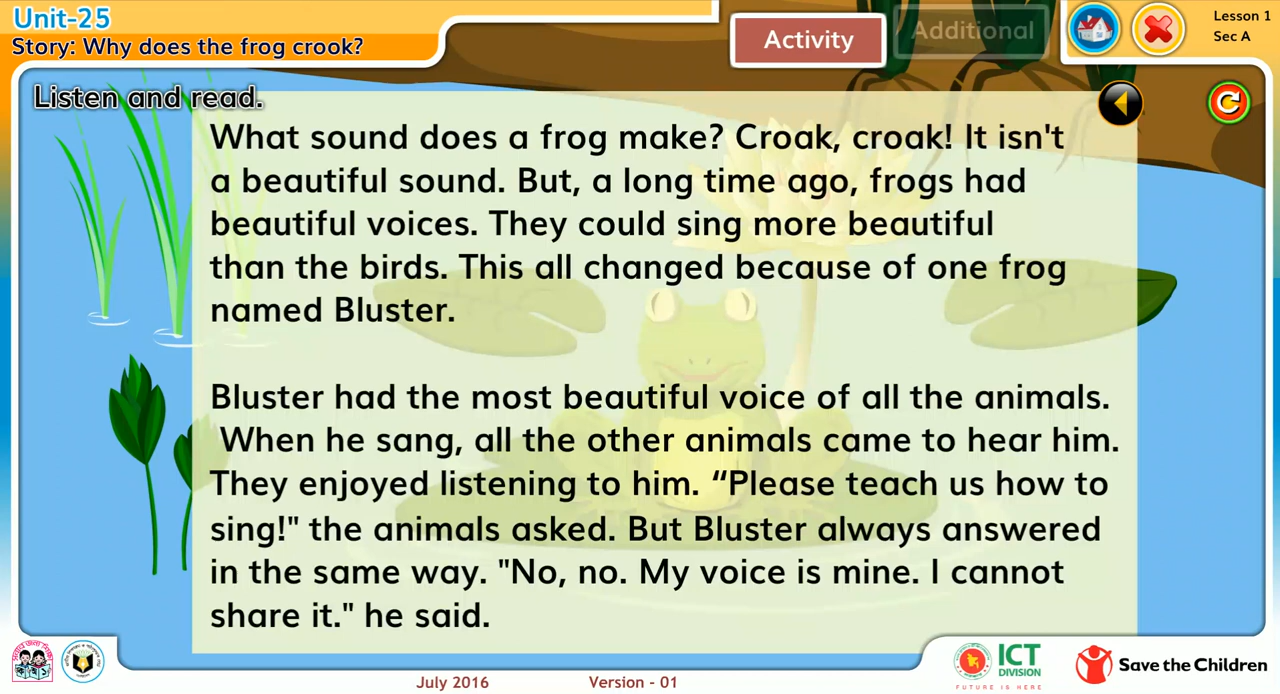 Unit-25
Story: Why does the frog crook?
Activity
Additional
Lesson 1
Sec A
Listen and read.
What sound does a frog make? Croak, croak! It isn't
a beautiful sound. But, a long time ago, frogs had
beautiful voices. They could sing more beautiful
than the birds. This all changed because of one frog
named Bluster.
Bluster had the most beautiful voice of all the animals.
When he sang, all the other animals came to hear him.
They enjoyed listening to him. “Please teach us how to
sing!" the animals asked. But Bluster always answered
in the same way. "No, no. My voice is mine. I cannot
share it." he said.
ICT
DIVISION
FUTURE IS HERE
Save the Children
July 2016
Version - 01